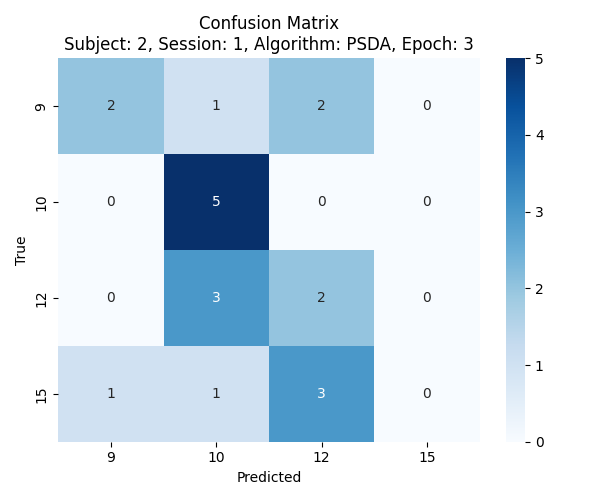 Confusion Matrix
Subject: 2, Session: 1, Algorithm: PSDA, Epoch: 3
9 2 1 2 0
10 0 5 0 0
12 0 3 2 0
15 1 1 3 0
9 10 12 15
Predicted
True
5
4
3
2
1
0